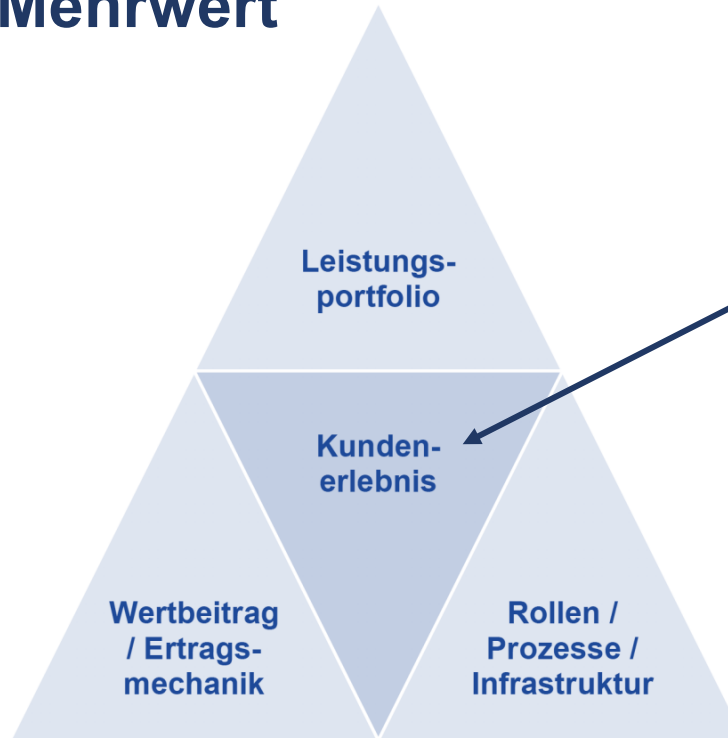 Mehrwert
Leistungs-
portfolio
Kunden-
erlebnis
Wertbeitrag
/ Ertrags-
mechanik
Rollen /
Prozesse /
Infrastruktur